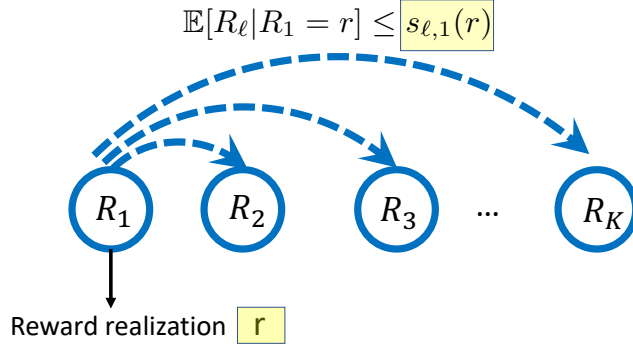 𝔼[R_ℓ|R_1 = r] ≤ s_{ℓ,1}(r)
R_1 R_2 R_3 ... R_K
Reward realization r